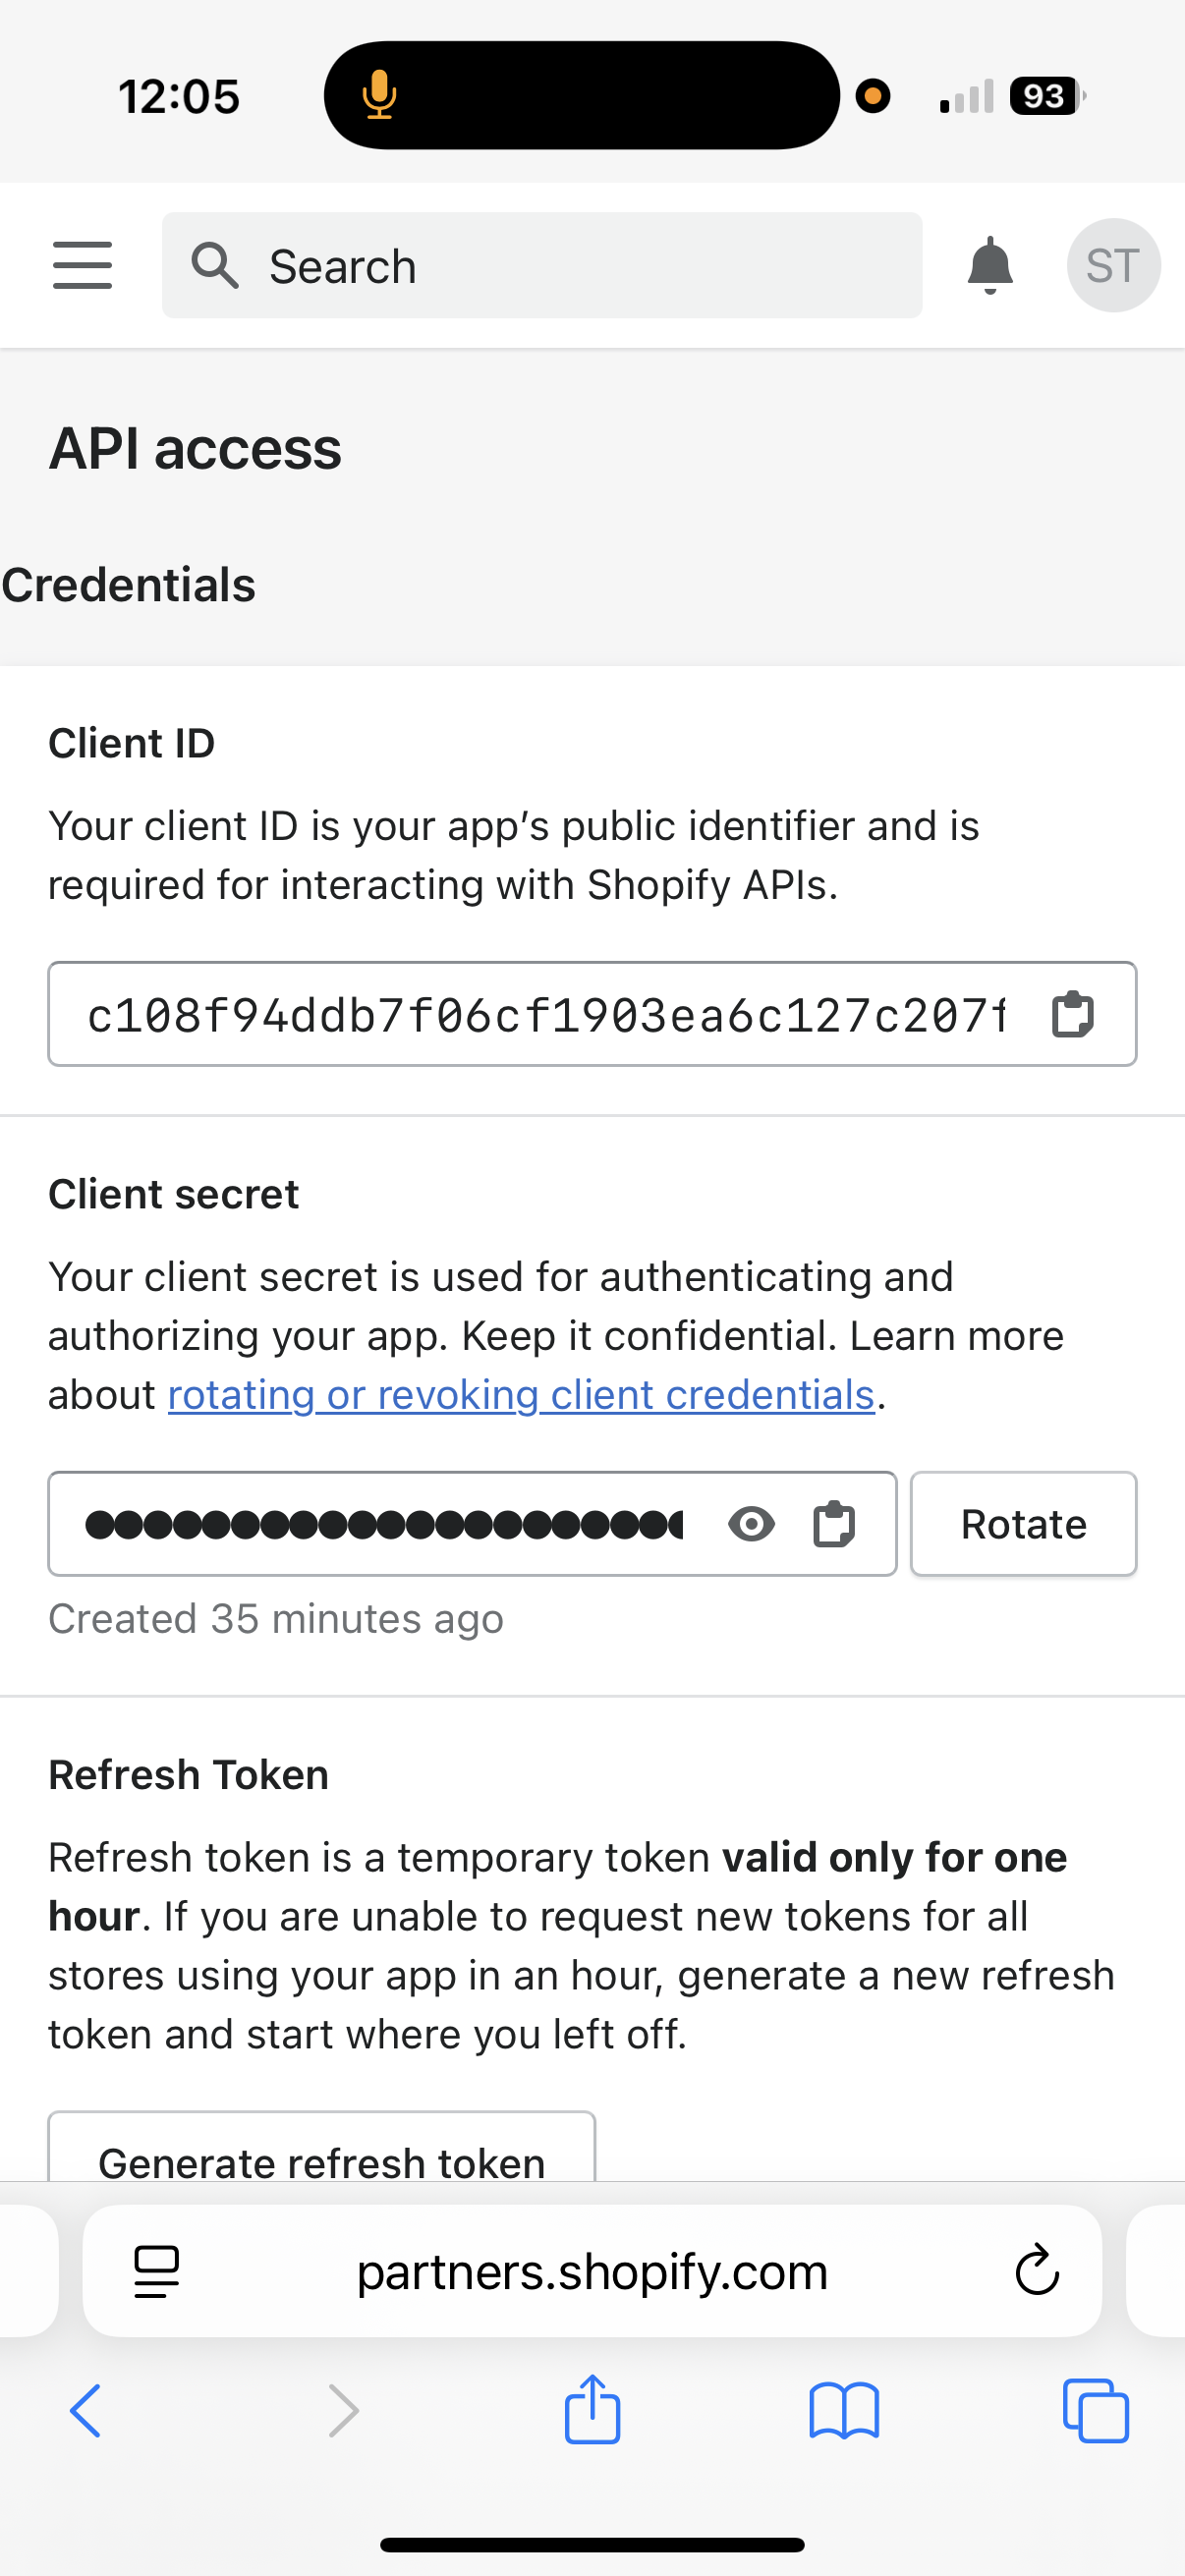 12:05
93
Search
ST
API access
Credentials
Client ID
Your client ID is your app’s public identifier and is
required for interacting with Shopify APIs.
c108f94ddb7f06cf1903ea6c127c207f
Client secret
Your client secret is used for authenticating and
authorizing your app. Keep it confidential. Learn more
about rotating or revoking client credentials.
Rotate
Created 35 minutes ago
Refresh Token
Refresh token is a temporary token valid only for one
hour. If you are unable to request new tokens for all
stores using your app in an hour, generate a new refresh
token and start where you left off.
Generate refresh token
partners.shopify.com